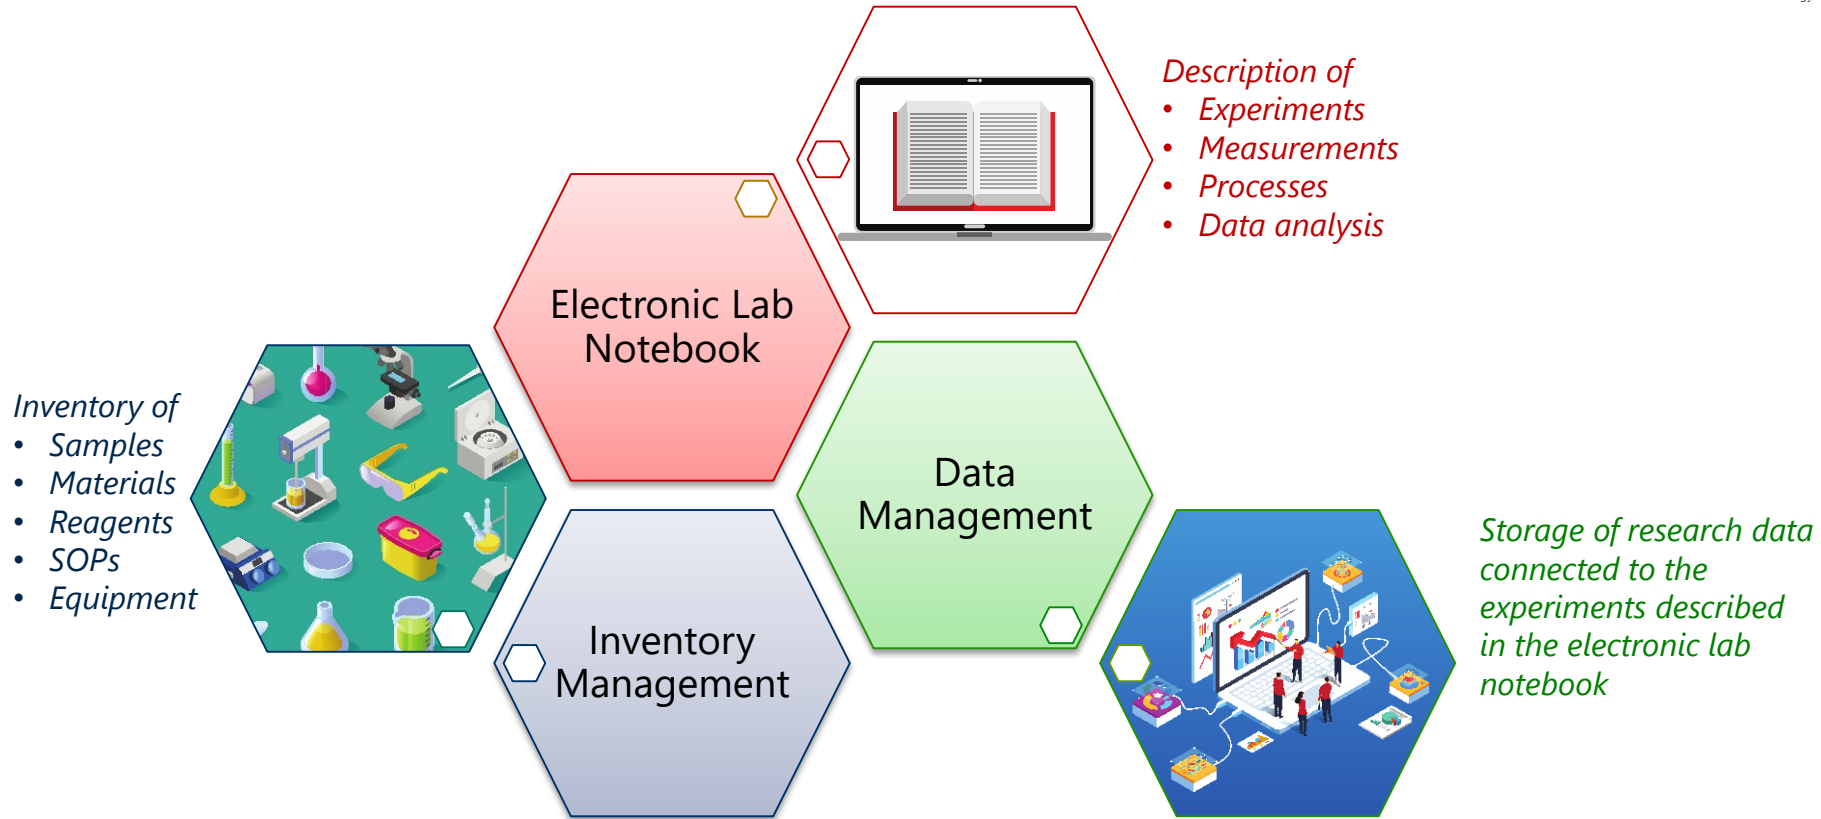 Description of
• Experiments
• Measurements
• Processes
• Data analysis
Electronic Lab
Notebook
Inventory of
• Samples
• Materials
• Reagents
• SOPs
• Equipment
Data
Management
Inventory
Management
Storage of research data
connected to the
experiments described
in the electronic lab
notebook